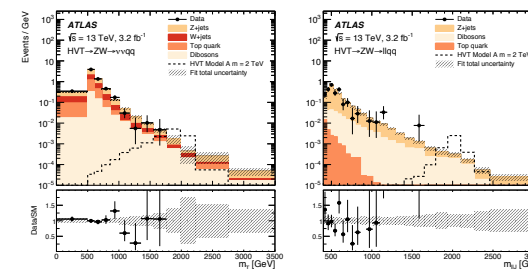 Events / GeV
10³
10²
10
1
10⁻¹
10⁻²
10⁻³
10⁻⁴
10⁻⁵
ATLAS
√s = 13 TeV, 3.2 fb⁻¹
HVT→ZW→ννqq
Data
Z+jets
W+jets
Top quark
Dibosons
HVT Model A m = 2 TeV
Fit total uncertainty
Data/SM
1.5
1
0.5
0 500 1000 1500 2000 2500 3000 3500
[GeV]
10³
10²
10
1
10⁻¹
10⁻²
10⁻³
10⁻⁴
10⁻⁵
ATLAS
√s = 13 TeV, 3.2 fb⁻¹
HVT→ZW→llqq
Data
Z+jets
Dibosons
Top quark
HVT Model A m = 2 TeV
Fit total uncertainty
Data/SM
1.5
1
0.5
500 1000 1500 2000 2500